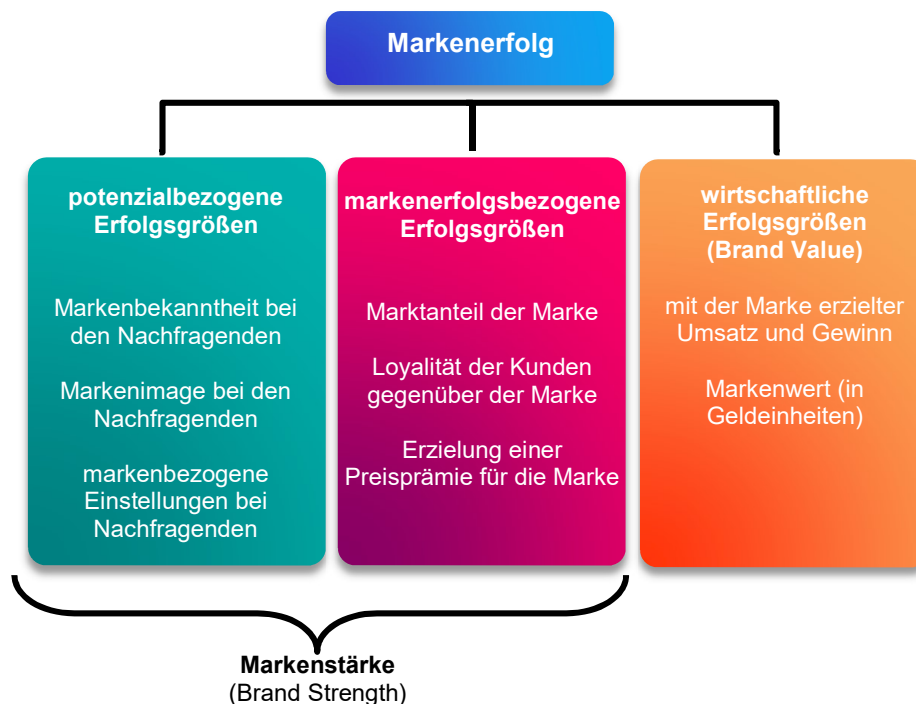 Markenerfolg
potenzialbezogene
Erfolgsgrößen
Markenbekanntheit bei
den Nachfragenden
Markenimage bei den
Nachfragenden
markenbezogene
Einstellungen bei
Nachfragenden
markenerfolgsbezogene
Erfolgsgrößen
Marktanteil der Marke
Loyalität der Kunden
gegenüber der Marke
Erzielung einer
Preisprämie für die Marke
wirtschaftliche
Erfolgsgrößen
(Brand Value)
mit der Marke erzielter
Umsatz und Gewinn
Markenwert (in
Geldeinheiten)
Markenstärke
(Brand Strength)